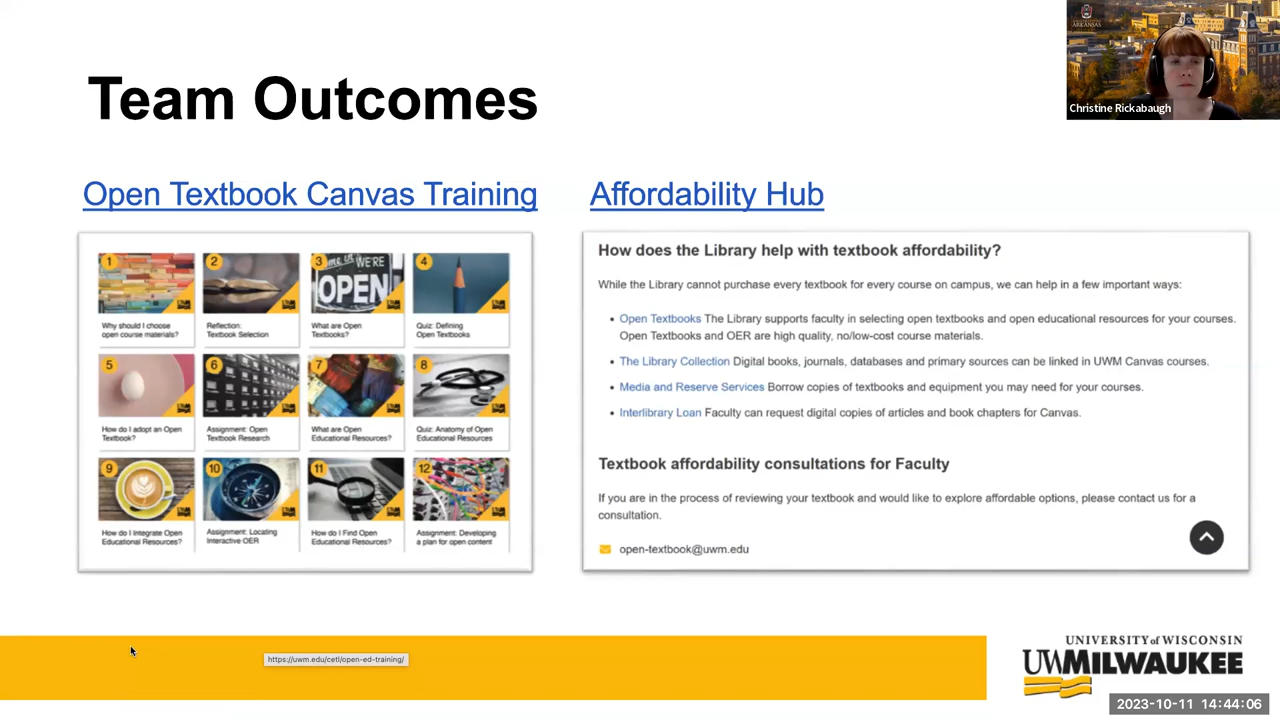 ARKANSAS
Christine Rickabaugh
Team Outcomes
Open Textbook Canvas Training
1
Why should I choose
open course materials?
2
Reflection:
Textbook Selection
3
WE'RE
OPEN
What are Open
Textbooks?
4
Quiz: Defining
Open Textbooks
5
How do I adopt an Open
Textbook?
6
Assignment: Open
Textbook Research
7
What are Open
Educational Resources?
8
Quiz: Anatomy of Open
Educational Resources
9
How do I Integrate Open
Educational Resources?
10
Assignment: Locating
Interactive OER
11
How do I Find Open
Educational Resources?
12
Assignment: Developing
a plan for open content
Affordability Hub
How does the Library help with textbook affordability?
While the Library cannot purchase every textbook for every course on campus, we can help in a few important ways:
• Open Textbooks The Library supports faculty in selecting open textbooks and open educational resources for your courses.
Open Textbooks and OER are high quality, no/low-cost course materials.
• The Library Collection Digital books, journals, databases and primary sources can be linked in UWM Canvas courses.
• Media and Reserve Services Borrow copies of textbooks and equipment you may need for your courses.
• Interlibrary Loan Faculty can request digital copies of articles and book chapters for Canvas.
Textbook affordability consultations for Faculty
If you are in the process of reviewing your textbook and would like to explore affordable options, please contact us for a
consultation.
open-textbook@uwm.edu
https://uwm.edu/cetl/open-ed-training/
UNIVERSITY of WISCONSIN
UWMILWAUKEE
2023-10-11 14:44:06